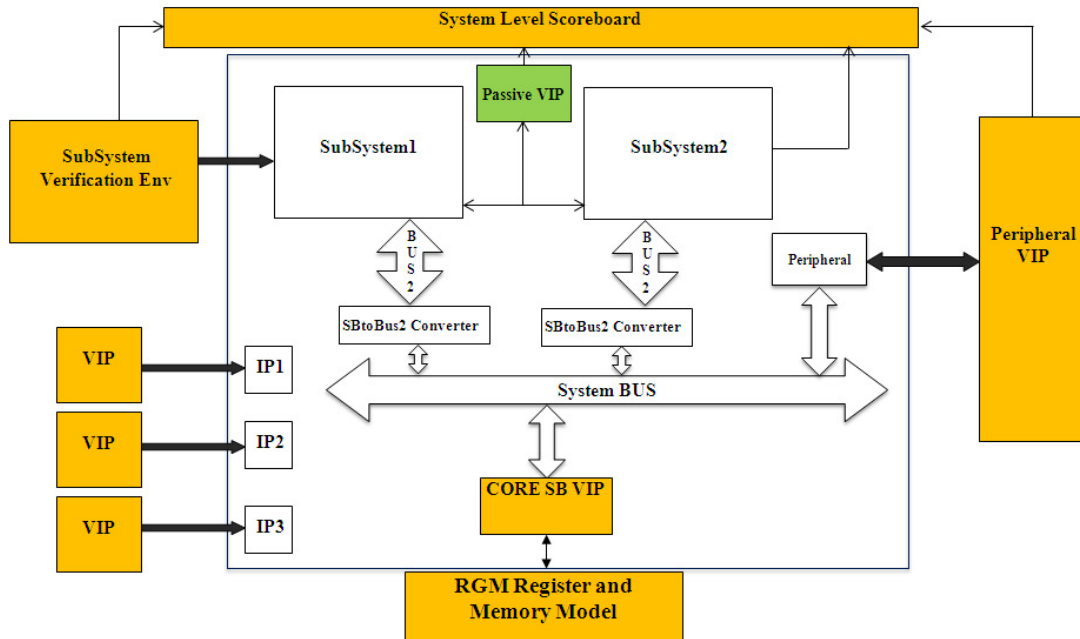 System Level Scoreboard
Passive VIP
SubSystem1
SubSystem2
SubSystem
Verification Env
B
U
S
2
B
U
S
2
Peripheral
Peripheral
VIP
SBtoBus2 Converter
SBtoBus2 Converter
VIP
IP1
System BUS
VIP
IP2
CORE SB VIP
VIP
IP3
RGM Register and
Memory Model